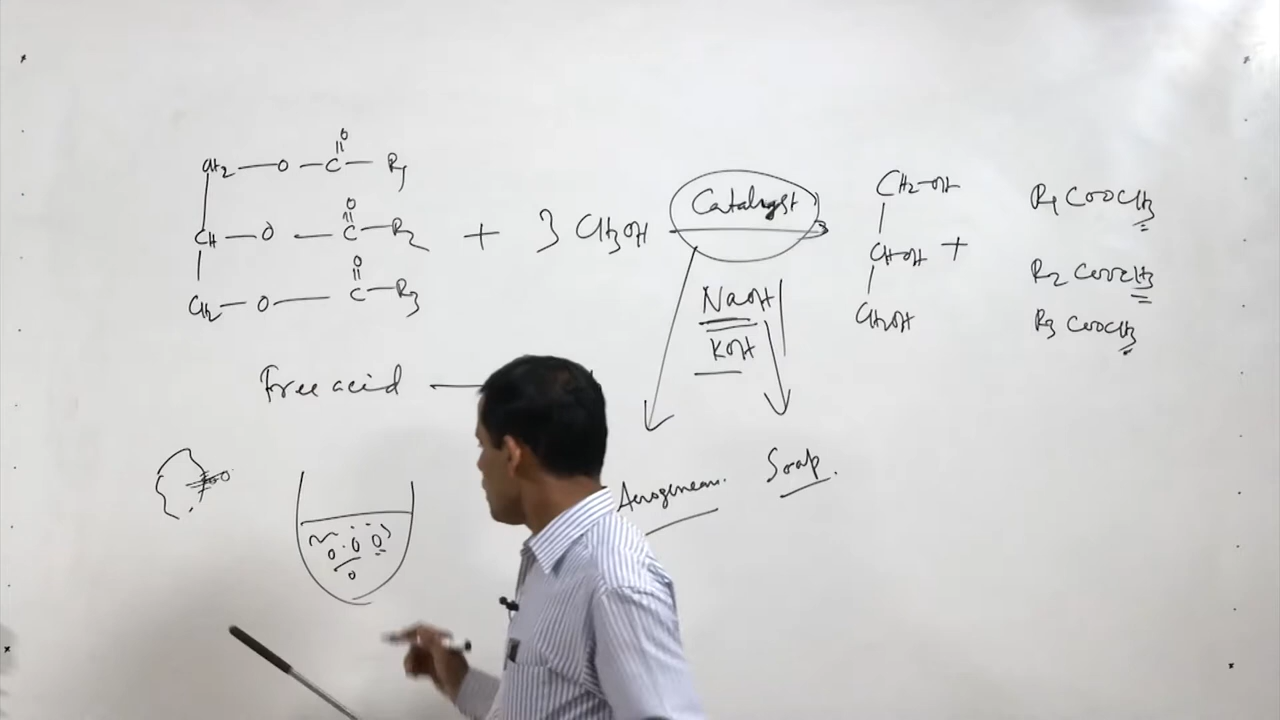 O
CH2 — O — C — R1
O
CH — O — C — R2
O
CH2 — O — C — R3
+ 3 CH3OH
Catalyst
NaOH
KOH
CH2-OH
CH-OH +
CH2OH
R1 COOCH3
R2 COOCH3
R3 COOCH3
Free acid —
Soap.
O
O O O
O